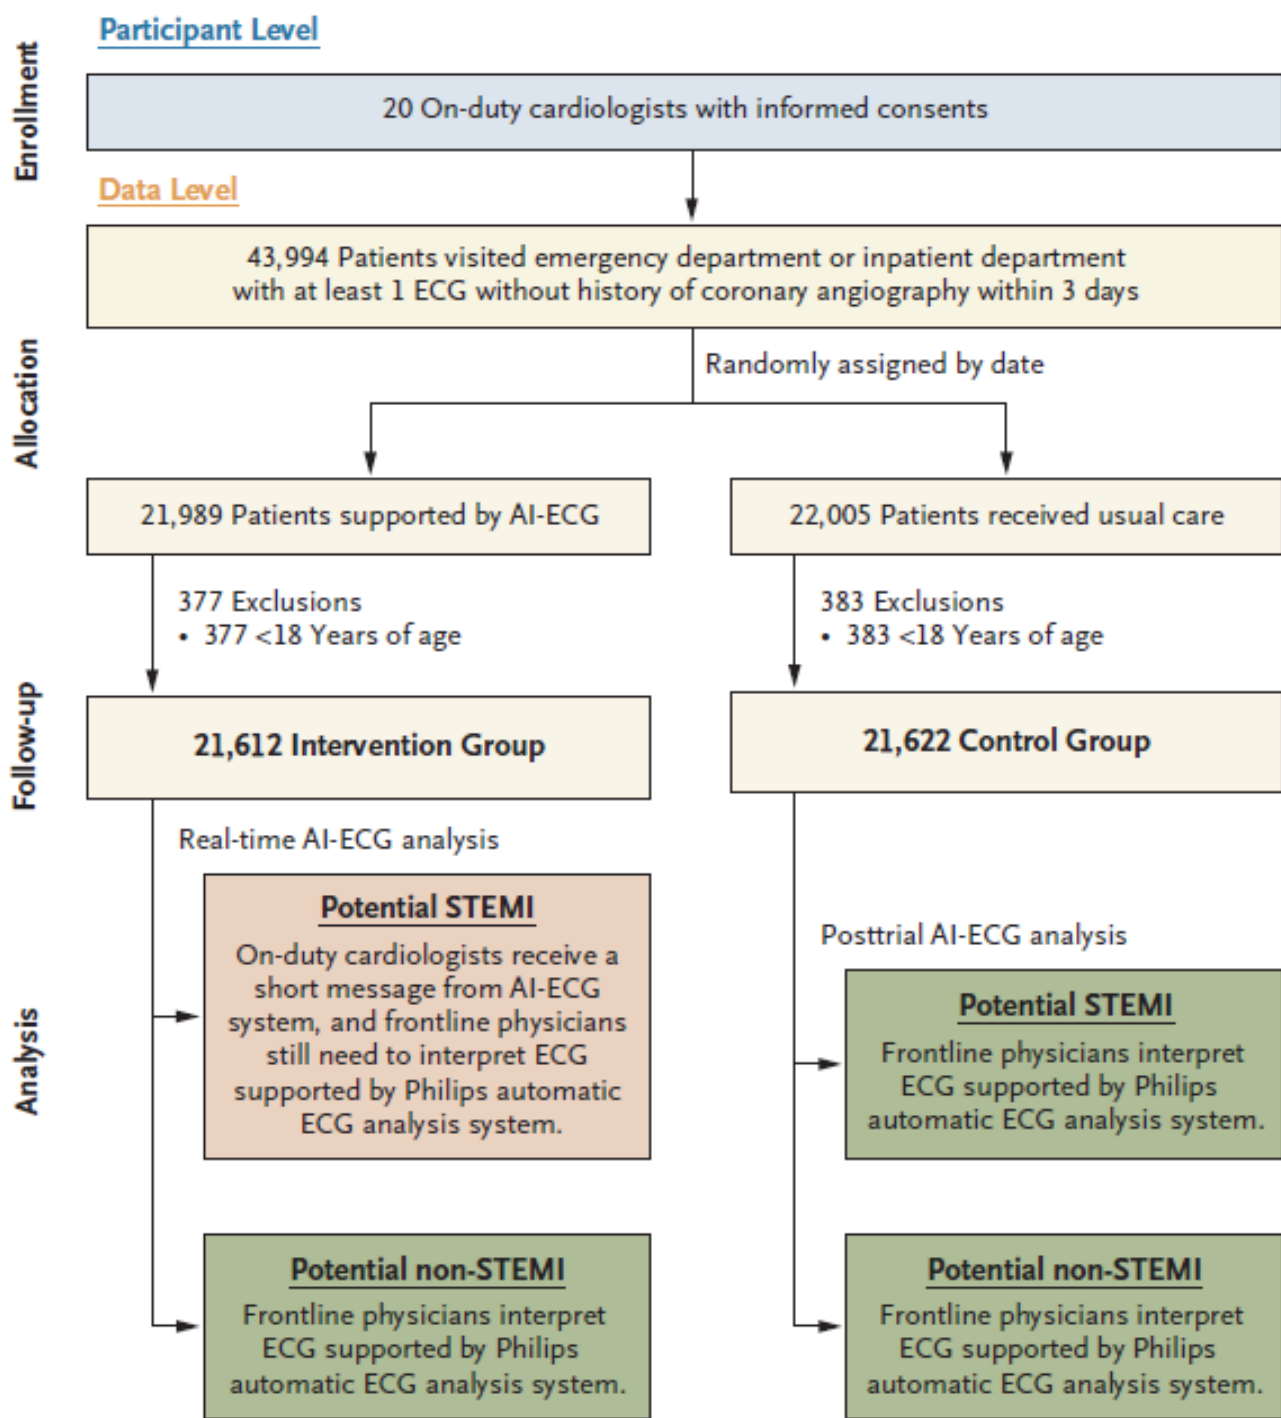 Participant Level
Enrollment
20 On-duty cardiologists with informed consents
Data Level
43,994 Patients visited emergency department or inpatient department
with at least 1 ECG without history of coronary angiography within 3 days
Allocation
Randomly assigned by date
21,989 Patients supported by AI-ECG
22,005 Patients received usual care
377 Exclusions
• 377 <18 Years of age
383 Exclusions
• 383 <18 Years of age
Follow-up
21,612 Intervention Group
21,622 Control Group
Analysis
Real-time AI-ECG analysis
Potential STEMI
On-duty cardiologists receive a
short message from AI-ECG
system, and frontline physicians
still need to interpret ECG
supported by Philips automatic
ECG analysis system.
Posttrial AI-ECG analysis
Potential STEMI
Frontline physicians interpret
ECG supported by Philips
automatic ECG analysis system.
Potential non-STEMI
Frontline physicians interpret
ECG supported by Philips
automatic ECG analysis system.
Potential non-STEMI
Frontline physicians interpret
ECG supported by Philips
automatic ECG analysis system.